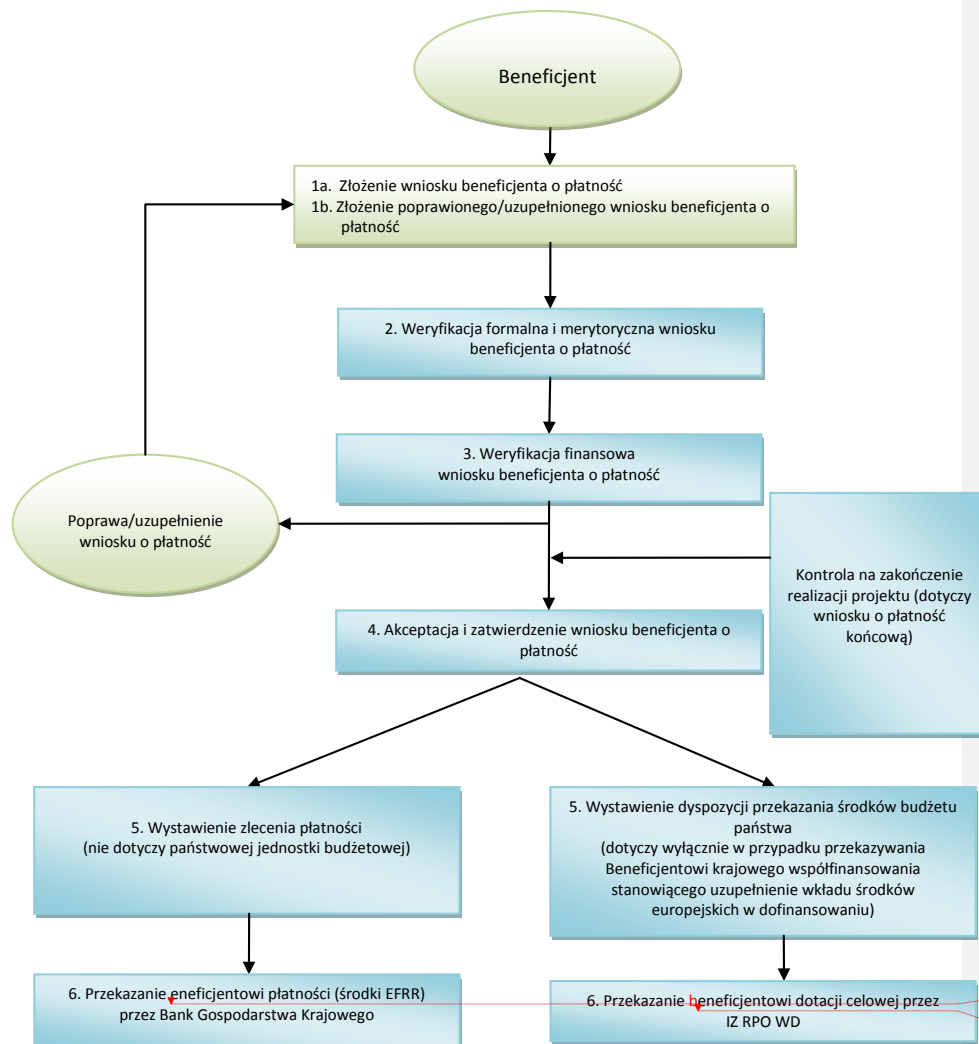 Beneficjent
1a. Złożenie wniosku beneficjenta o płatność
1b. Złożenie poprawionego/uzupełnionego wniosku beneficjenta o
płatność
2. Weryfikacja formalna i merytoryczna wniosku
beneficjenta o płatność
3. Weryfikacja finansowa
wniosku beneficjenta o płatność
Poprawa/uzupełnienie
wniosku o płatność
Kontrola na zakończenie
realizacji projektu (dotyczy
wniosku o płatność
końcową)
4. Akceptacja i zatwierdzenie wniosku beneficjenta o
płatność
5. Wystawienie zlecenia płatności
(nie dotyczy państwowej jednostki budżetowej)
5. Wystawienie dyspozycji przekazania środków budżetu
państwa
(dotyczy wyłącznie w przypadku przekazywania
Beneficjentowi krajowego współfinansowania
stanowiącego uzupełnienie wkładu środków
europejskich w dofinansowaniu)
6. Przekazanie eneficjentowi płatności (środki EFRR)
przez Bank Gospodarstwa Krajowego
6. Przekazanie beneficjentowi dotacji celowej przez
IZ RPO WD